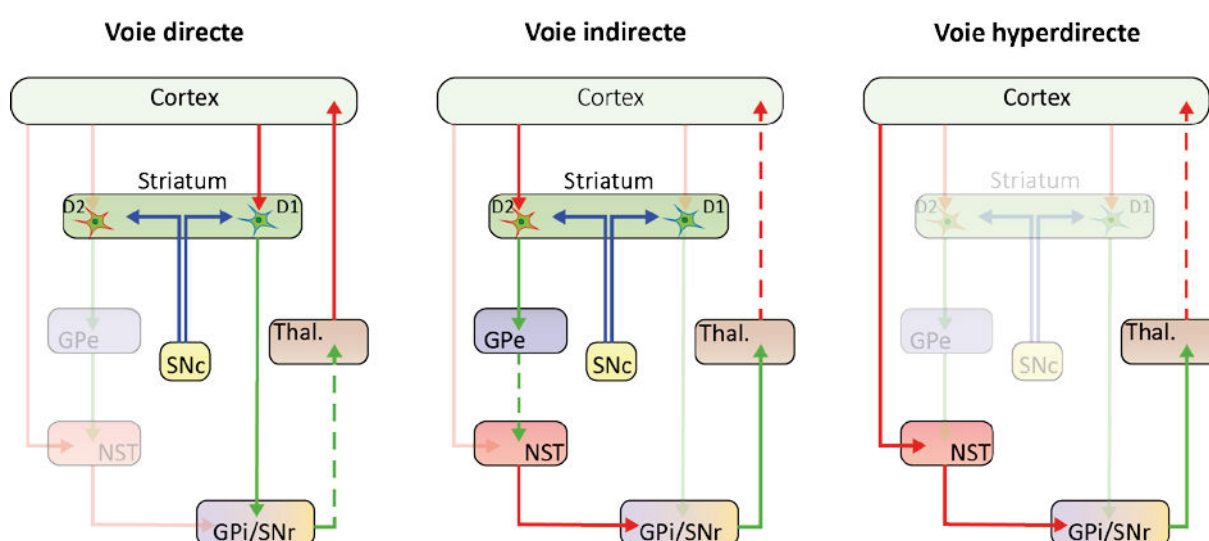 Voie directe
Cortex
Striatum
D2
D1
GPe
SNc
Thal.
NST
GPi/SNr
Voie indirecte
Cortex
Striatum
D2
D1
GPe
SNc
Thal.
NST
GPi/SNr
Voie hyperdirecte
Cortex
Striatum
D2
D1
GPe
SNc
Thal.
NST
GPi/SNr